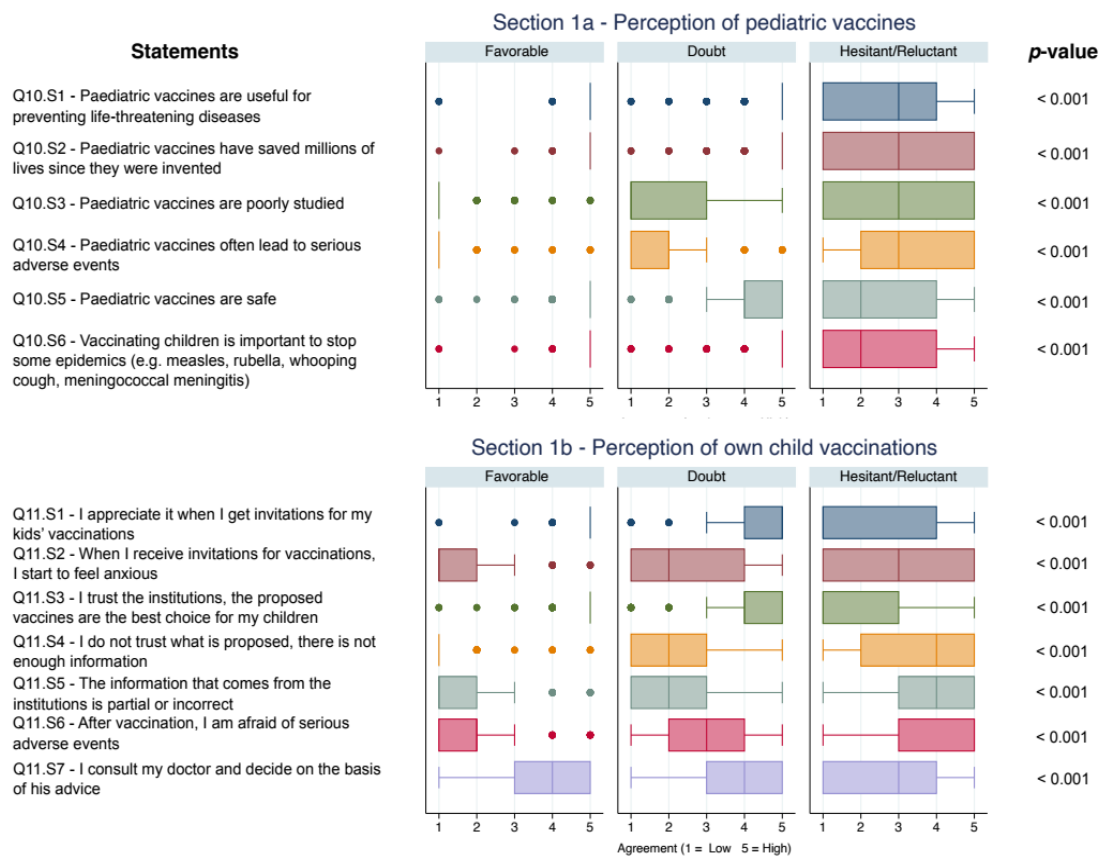 Section 1a - Perception of pediatric vaccines
Statements
Favorable
Doubt
Hesitant/Reluctant
p-value
Q10.S1 - Paediatric vaccines are useful for
preventing life-threatening diseases
< 0.001
Q10.S2 - Paediatric vaccines have saved millions of
lives since they were invented
< 0.001
Q10.S3 - Paediatric vaccines are poorly studied
< 0.001
Q10.S4 - Paediatric vaccines often lead to serious
adverse events
< 0.001
Q10.S5 - Paediatric vaccines are safe
< 0.001
Q10.S6 - Vaccinating children is important to stop
some epidemics (e.g. measles, rubella, whooping
cough, meningococcal meningitis)
< 0.001
1 2 3 4 5
1 2 3 4 5
1 2 3 4 5
Section 1b - Perception of own child vaccinations
Favorable
Doubt
Hesitant/Reluctant
Q11.S1 - I appreciate it when I get invitations for my
kids' vaccinations
< 0.001
Q11.S2 - When I receive invitations for vaccinations,
I start to feel anxious
< 0.001
Q11.S3 - I trust the institutions, the proposed
vaccines are the best choice for my children
< 0.001
Q11.S4 - I do not trust what is proposed, there is not
enough information
< 0.001
Q11.S5 - The information that comes from the
institutions is partial or incorrect
< 0.001
Q11.S6 - After vaccination, I am afraid of serious
adverse events
< 0.001
Q11.S7 - I consult my doctor and decide on the basis
of his advice
< 0.001
1 2 3 4 5
1 2 3 4 5
1 2 3 4 5
Agreement (1 = Low 5 = High)